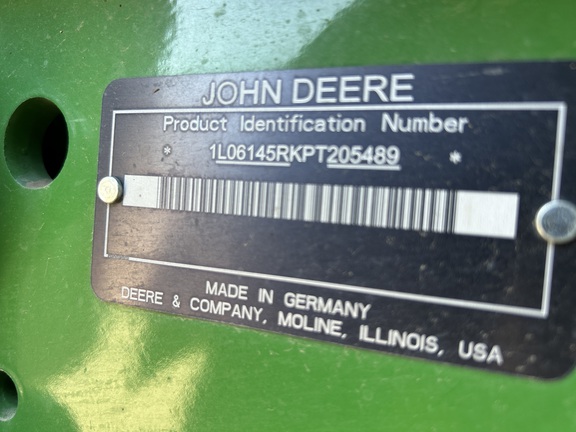 JOHN DEERE
Product Identification Number
* 1L06145RKPT205489 *
MADE IN GERMANY
DEERE & COMPANY, MOLINE, ILLINOIS, USA